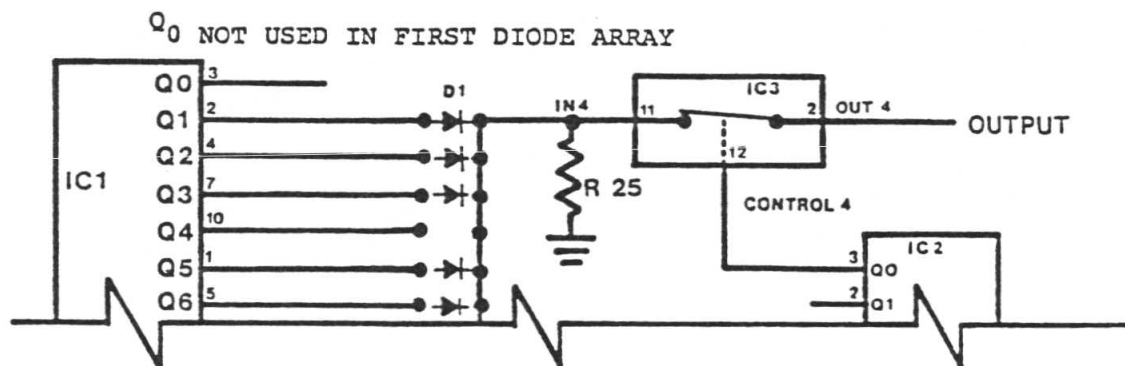 Q0 NOT USED IN FIRST DIODE ARRAY
Q0 3
Q1 2
D1
IN4
11
IC3
2
OUT 4
OUTPUT
Q2 4
12
IC1
Q3 7
R 25
CONTROL 4
Q4 10
IC2
Q5 1
3 Q0
Q6 5
2 Q1